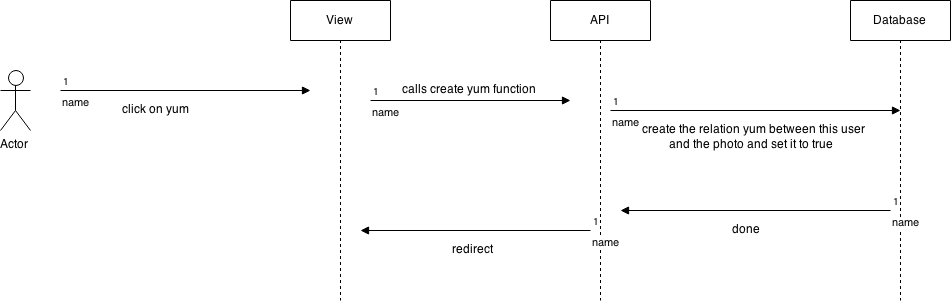 View
API
Database
1
name
click on yum
Actor
1
calls create yum function
name
1
name
create the relation yum between this user
and the photo and set it to true
1
name
done
1
name
redirect